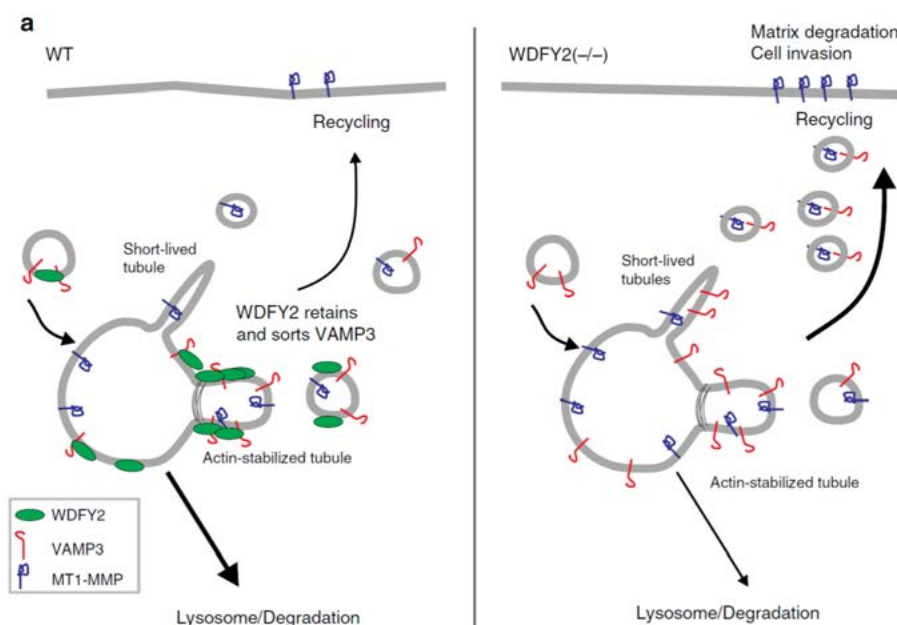 a
WT
Recycling
Short-lived
tubule
WDFY2 retains
and sorts VAMP3
Actin-stabilized tubule
WDFY2
VAMP3
MT1-MMP
Lysosome/Degradation
WDFY2(–/–)
Matrix degradation
Cell invasion
Recycling
Short-lived
tubules
Actin-stabilized tubule
Lysosome/Degradation